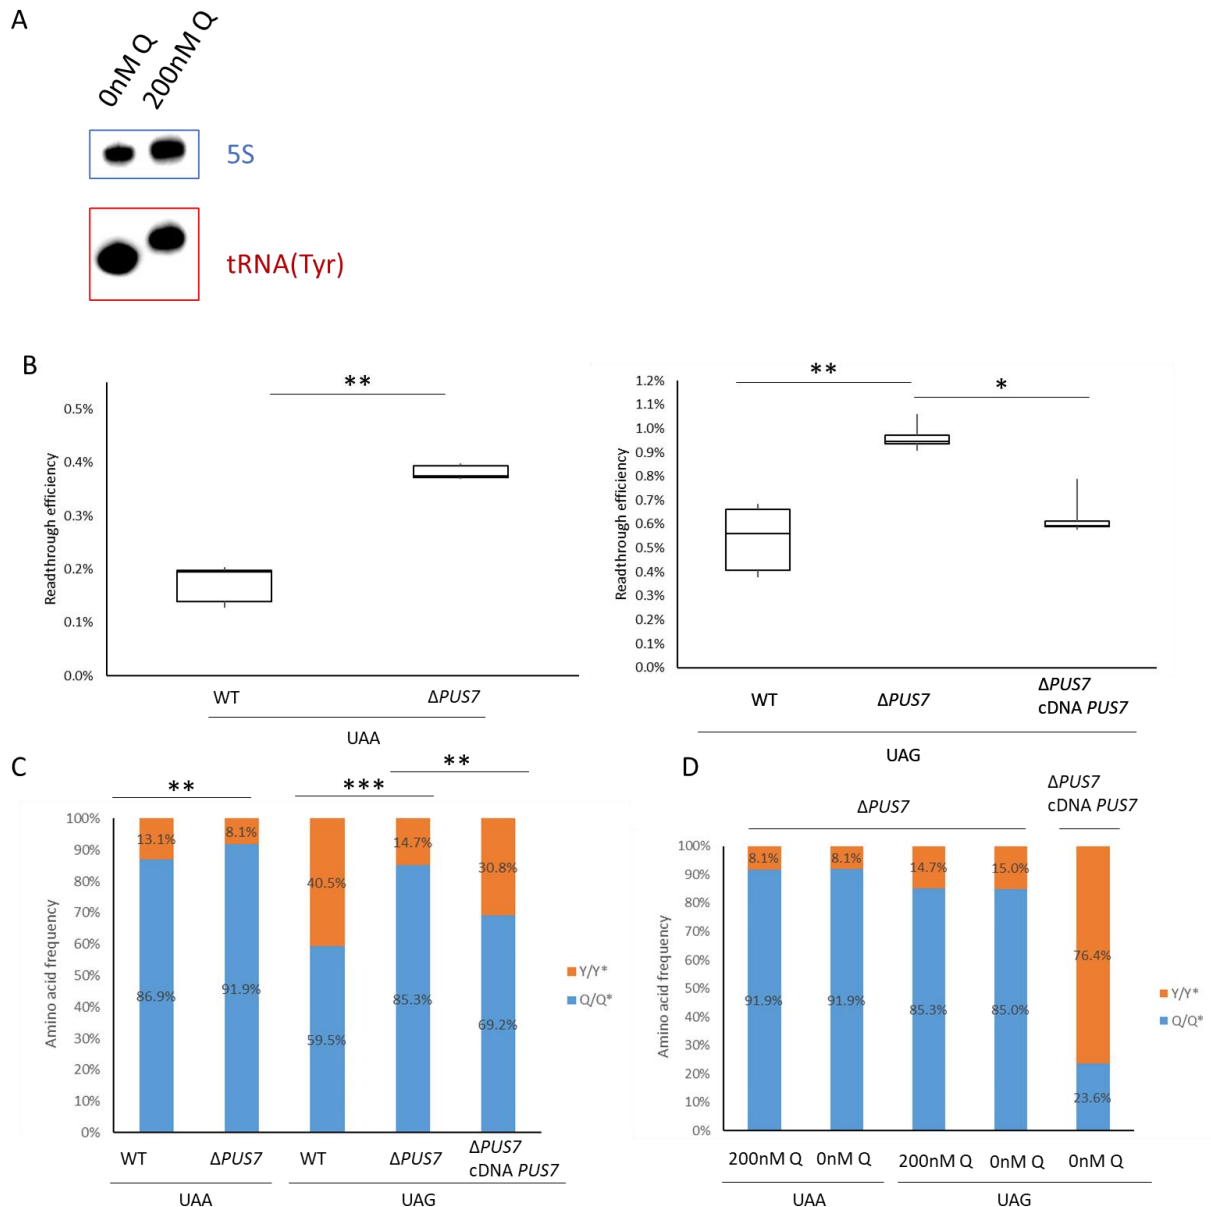 A
0nM Q
200nM Q
5S
tRNA(Tyr)
B
**
0.5%
0.4%
0.3%
0.2%
0.1%
0.0%
Readthrough efficiency
WT
ΔPUS7
UAA
**
*
1.2%
1.1%
1.0%
0.9%
0.8%
0.7%
0.6%
0.5%
0.4%
0.3%
0.2%
0.1%
0.0%
Readthrough efficiency
WT
ΔPUS7
ΔPUS7
cDNA PUS7
UAG
C
**
***
**
100%
90%
80%
70%
60%
50%
40%
30%
20%
10%
0%
Amino acid frequency
13.1%
8.1%
40.5%
14.7%
30.8%
86.9%
91.9%
59.5%
85.3%
69.2%
Y/Y*
Q/Q*
WT
ΔPUS7
WT
ΔPUS7
ΔPUS7
cDNA PUS7
UAA
UAG
D
ΔPUS7
ΔPUS7
cDNA PUS7
100%
90%
80%
70%
60%
50%
40%
30%
20%
10%
0%
Amino acid frequency
8.1%
8.1%
14.7%
15.0%
76.4%
91.9%
91.9%
85.3%
85.0%
23.6%
Y/Y*
Q/Q*
200nM Q
0nM Q
200nM Q
0nM Q
0nM Q
UAA
UAG